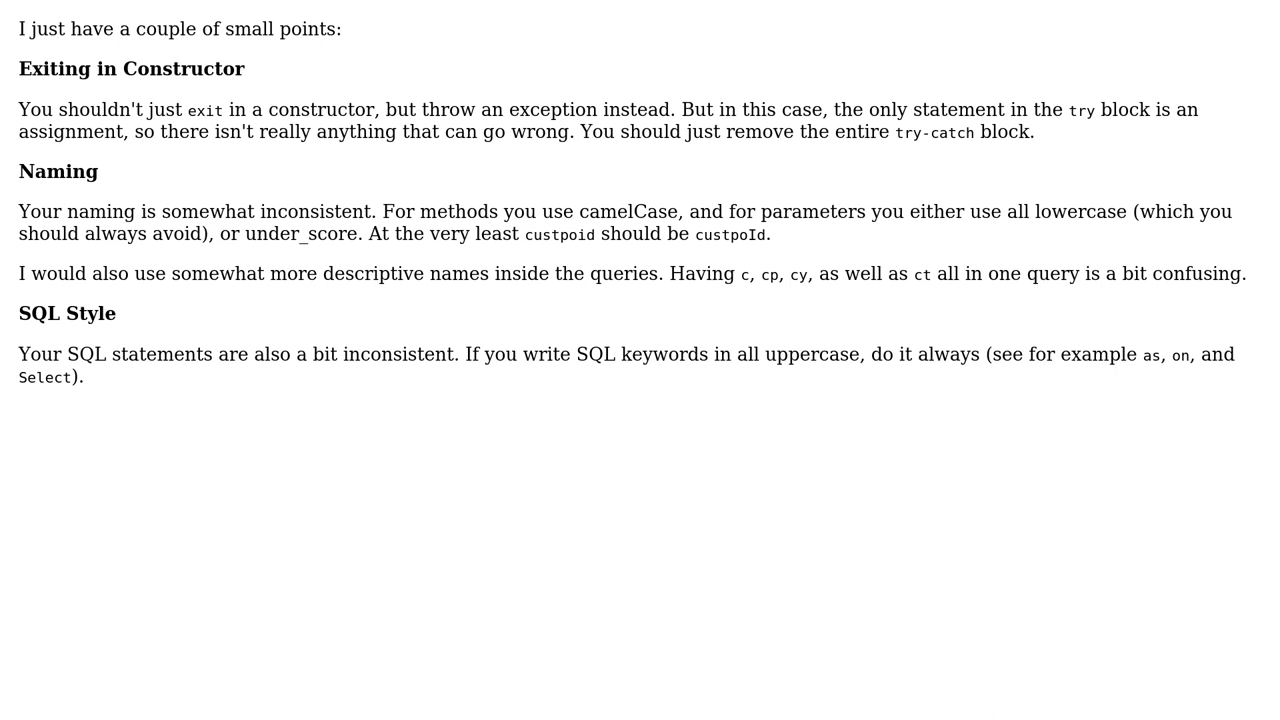 I just have a couple of small points:
Exiting in Constructor
You shouldn't just exit in a constructor, but throw an exception instead. But in this case, the only statement in the try block is an
assignment, so there isn't really anything that can go wrong. You should just remove the entire try-catch block.
Naming
Your naming is somewhat inconsistent. For methods you use camelCase, and for parameters you either use all lowercase (which you
should always avoid), or under_score. At the very least custpoid should be custpoId.
I would also use somewhat more descriptive names inside the queries. Having c, cp, cy, as well as ct all in one query is a bit confusing.
SQL Style
Your SQL statements are also a bit inconsistent. If you write SQL keywords in all uppercase, do it always (see for example as, on, and
Select).